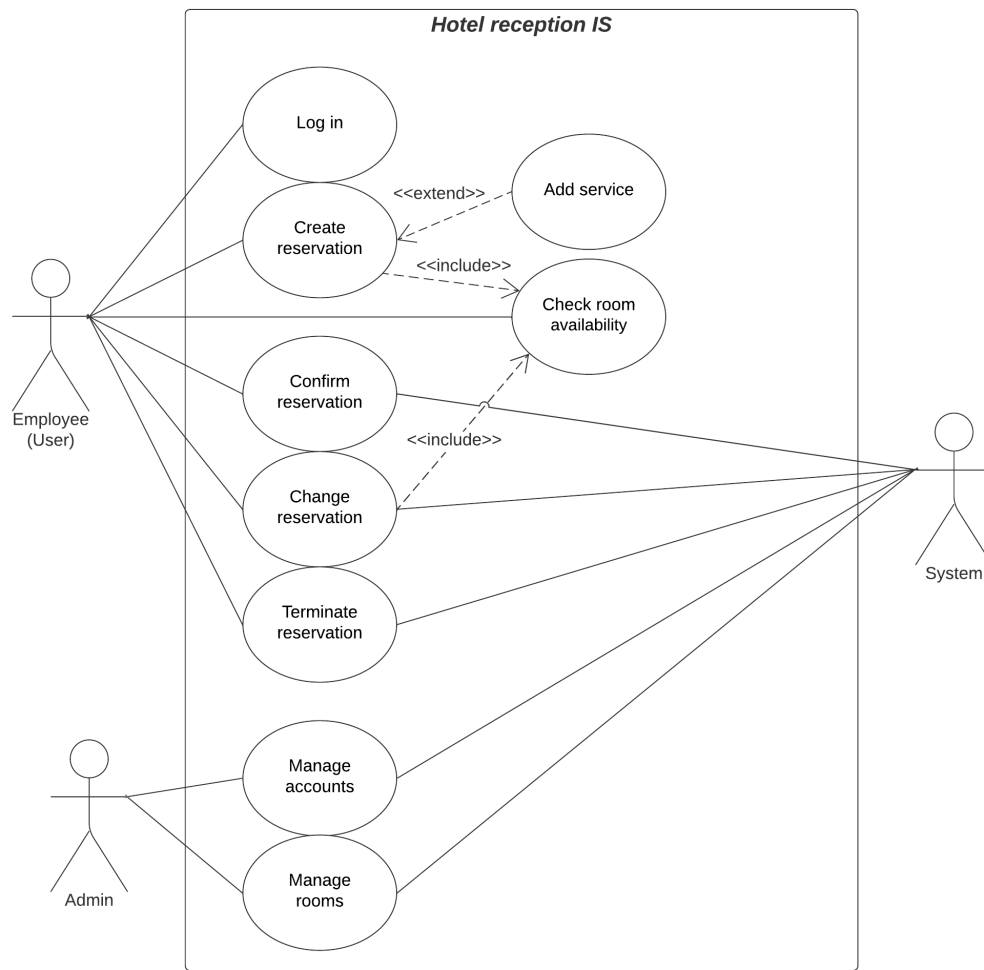 Hotel reception IS
Log in
<<extend>>
Add service
Create
reservation
<<include>>
Check room
availability
Employee
(User)
Confirm
reservation
<<include>>
Change
reservation
System
Terminate
reservation
Manage
accounts
Admin
Manage
rooms